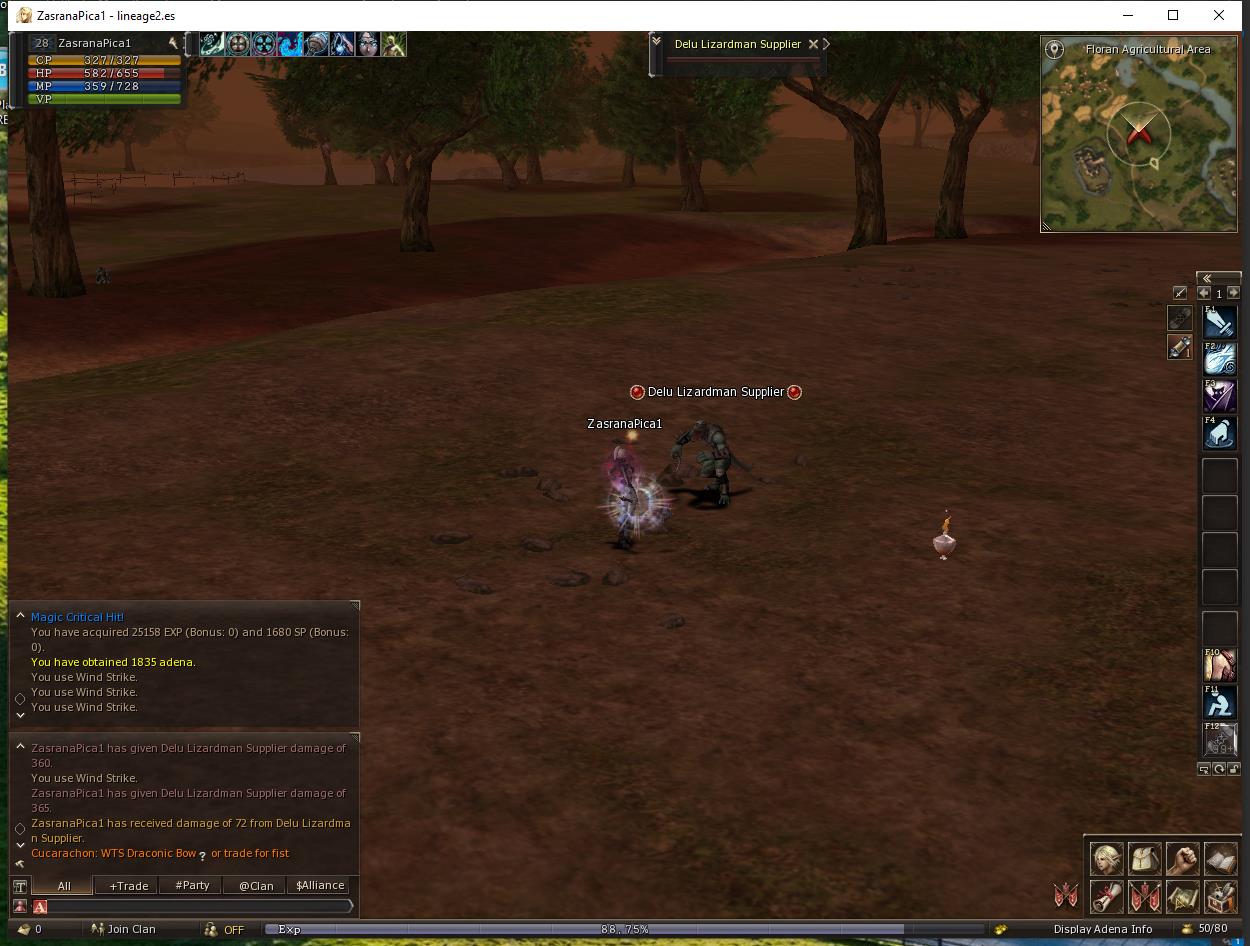 ZasranaPica1 - lineage2.es
28 ZasranaPica1
CP 327/327
HP 582/655
MP 359/728
VP
Delu Lizardman Supplier
Floran Agricultural Area
1
F1
1
F2
F3
F4
Delu Lizardman Supplier
ZasranaPica1
Magic Critical Hit!
You have acquired 25158 EXP (Bonus: 0) and 1680 SP (Bonus:
0).
You have obtained 1835 adena.
You use Wind Strike.
You use Wind Strike.
You use Wind Strike.
F10
F11
F12
99+
ZasranaPica1 has given Delu Lizardman Supplier damage of
360.
You use Wind Strike.
ZasranaPica1 has given Delu Lizardman Supplier damage of
365.
ZasranaPica1 has received damage of 72 from Delu Lizardma
n Supplier.
Cucarachon: WTS Draconic Bow ? or trade for fist
T All +Trade #Party @Clan $Alliance
A
0 Join Clan OFF Exp 88.75% Display Adena Info 50/80